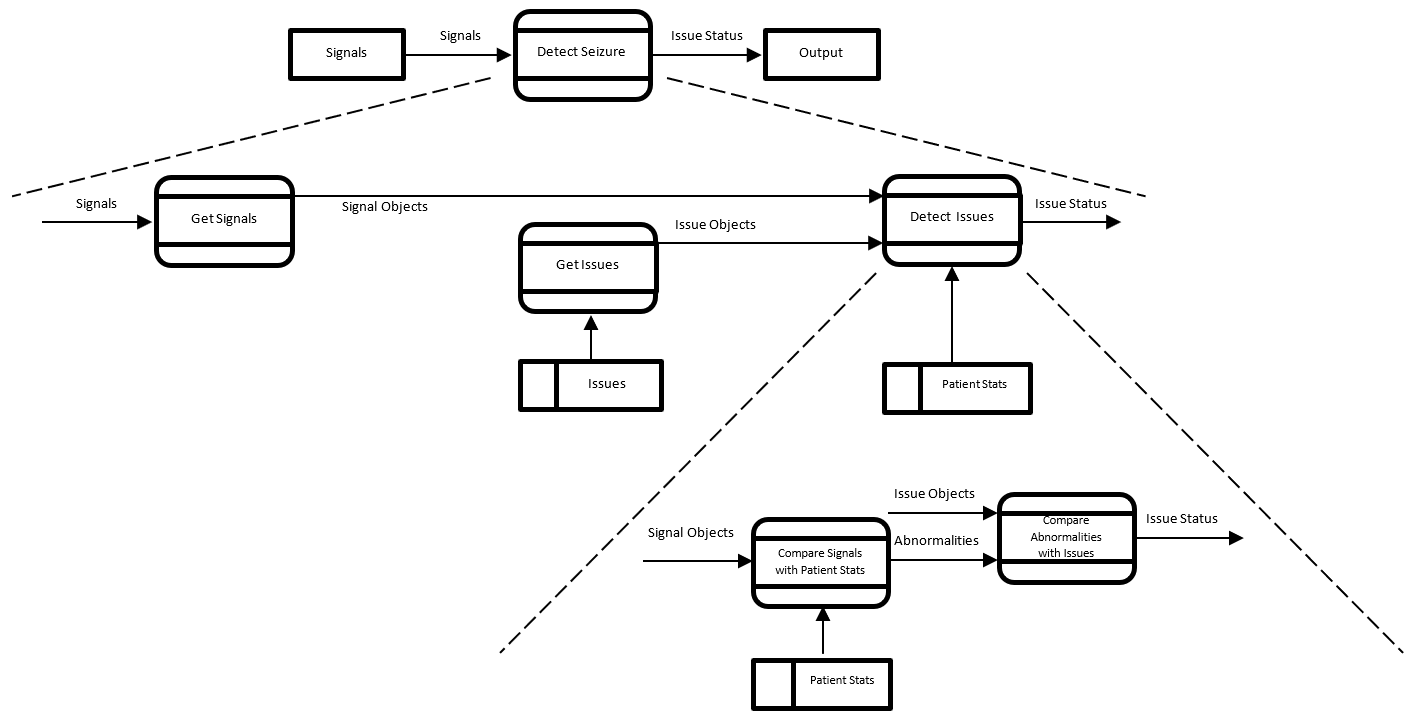 Signals
Signals
Detect Seizure
Issue Status
Output
Signals
Get Signals
Signal Objects
Issue Objects
Get Issues
Detect Issues
Issue Status
Issues
Patient Stats
Signal Objects
Compare Signals
with Patient Stats
Issue Objects
Abnormalities
Compare
Abnormalities
with Issues
Issue Status
Patient Stats